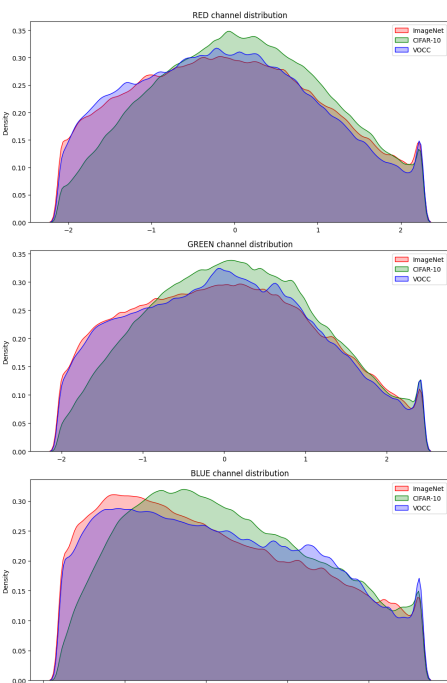 RED channel distribution
ImageNet
CIFAR-10
VOCC
Density
0.35
0.30
0.25
0.20
0.15
0.10
0.05
0.00
−2
−1
0
1
2
GREEN channel distribution
ImageNet
CIFAR-10
VOCC
Density
0.35
0.30
0.25
0.20
0.15
0.10
0.05
0.00
−2
−1
0
1
2
BLUE channel distribution
ImageNet
CIFAR-10
VOCC
Density
0.30
0.25
0.20
0.15
0.10
0.05
0.00